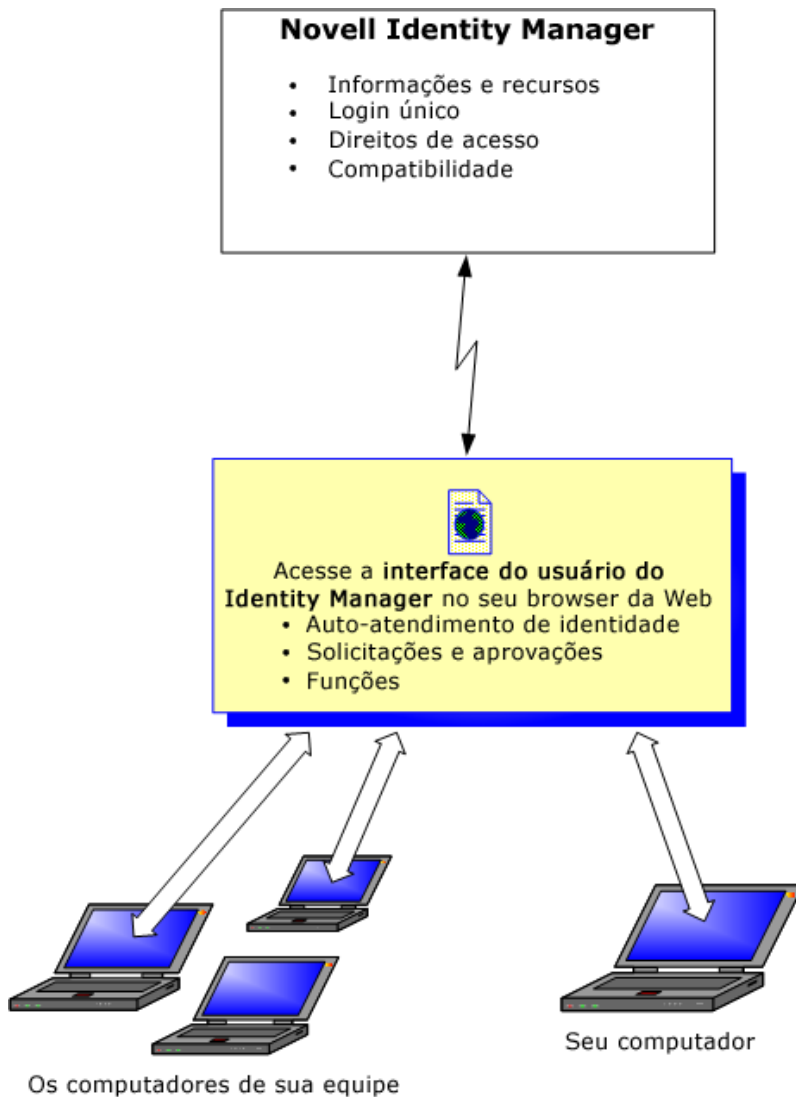 Novell Identity Manager
• Informações e recursos
• Login único
• Direitos de acesso
• Compatibilidade
Acesse a interface do usuário do
Identity Manager no seu browser da Web
• Auto-atendimento de identidade
• Solicitações e aprovações
• Funções
Seu computador
Os computadores de sua equipe